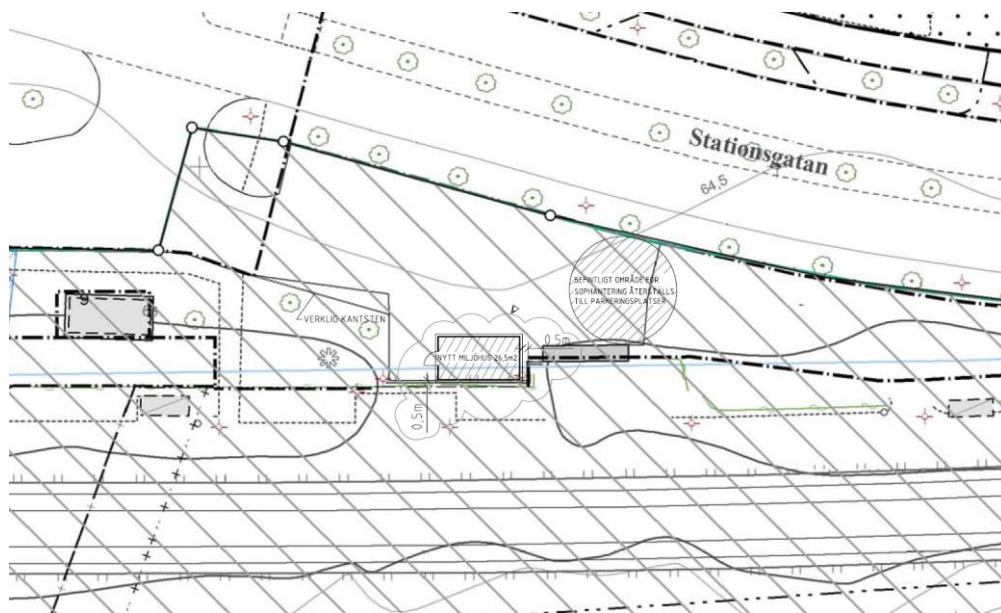 Stationsgatan
64,5
BEFINTLIGT OMRÅDE FÖR
SOPHANTERING ÅTERSTÄLLS
TILL PARKERINGSPLATSER
VERKLIG KANTSTEN
NYTT MILJÖHUS 26,5m2
0.5m
0.5m